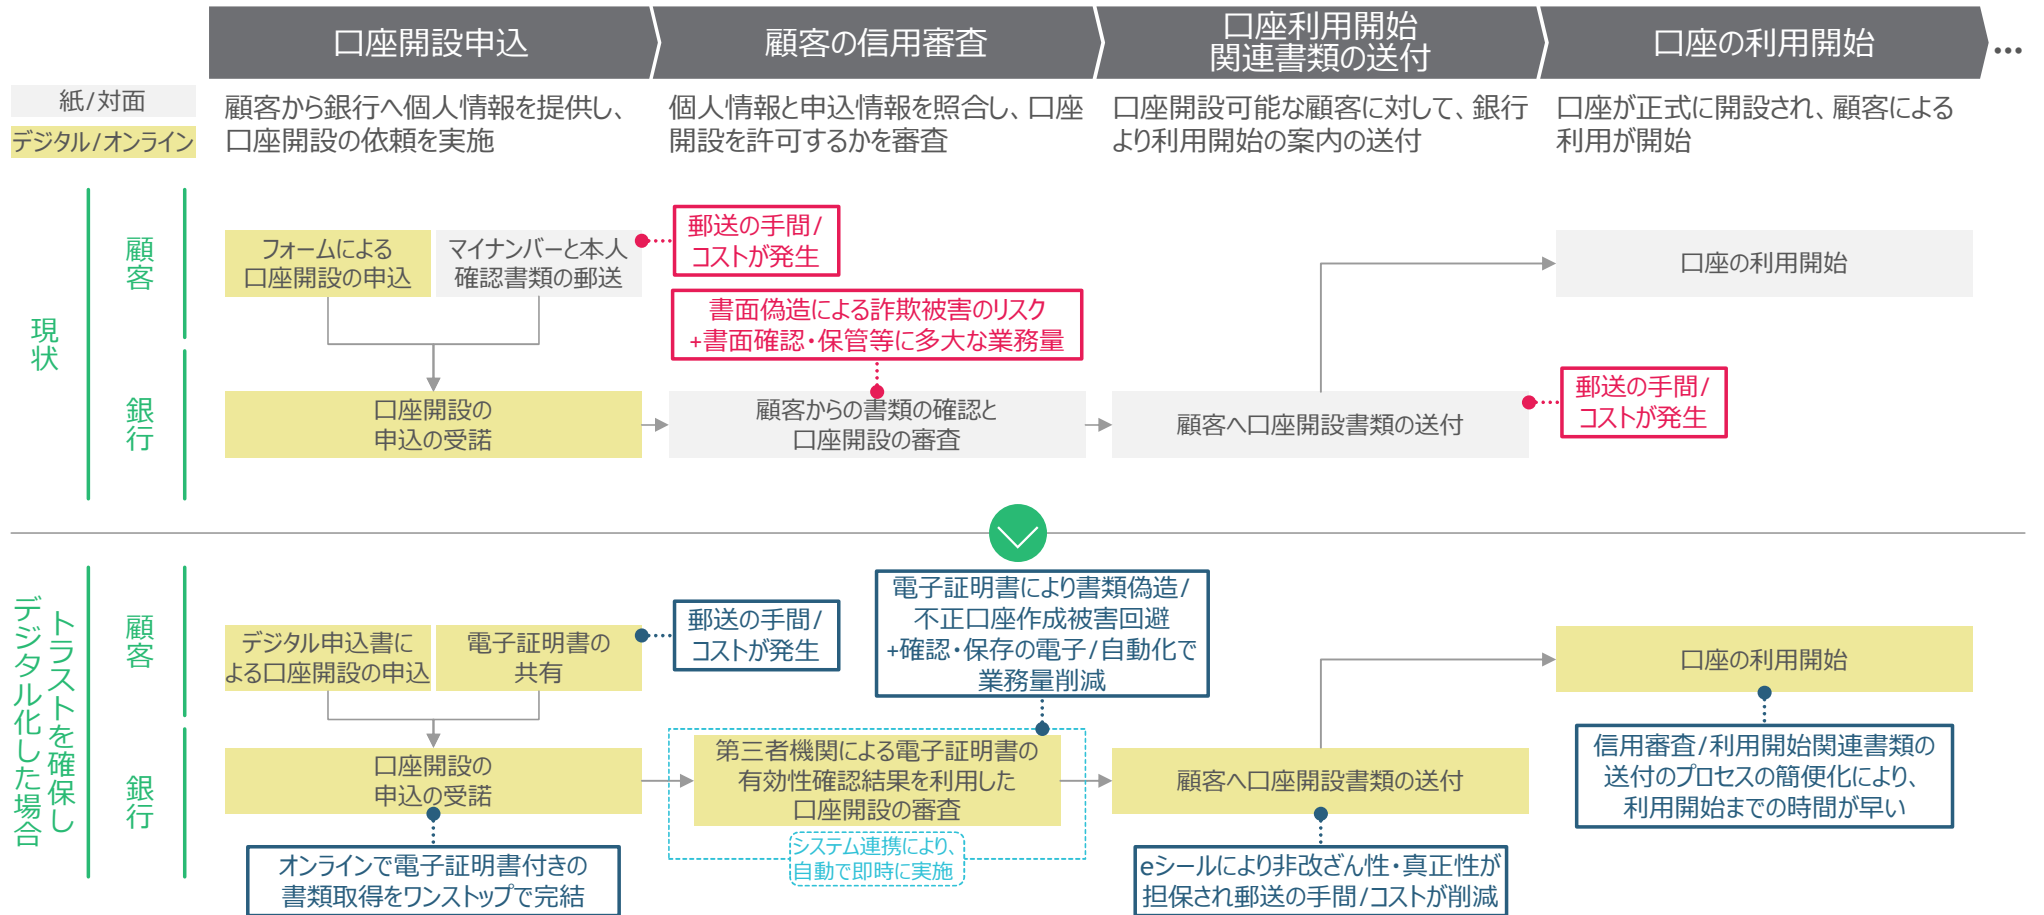 口座開設申込
顧客の信用審査
口座利用開始
関連書類の送付
口座の利用開始
...
紙/対面
デジタル/オンライン
顧客から銀行へ個人情報を提供し、
口座開設の依頼を実施
個人情報と申込情報を照合し、口座
開設を許可するかを審査
口座開設可能な顧客に対して、銀行
より利用開始の案内の送付
口座が正式に開設され、顧客による
利用が開始
現状
顧客
フォームによる
口座開設の申込
マイナンバーと本人
確認書類の郵送
郵送の手間/
コストが発生
口座の利用開始
書面偽造による詐欺被害のリスク
+書面確認・保管等に多大な業務量
銀行
口座開設の
申込の受諾
顧客からの書類の確認と
口座開設の審査
顧客へ口座開設書類の送付
郵送の手間/
コストが発生
トラストを確保し
デジタル化した場合
顧客
デジタル申込書に
よる口座開設の申込
電子証明書の
共有
郵送の手間/
コストが発生
電子証明書により書類偽造/
不正口座作成被害回避
+確認・保存の電子/自動化で
業務量削減
口座の利用開始
銀行
口座開設の
申込の受諾
第三者機関による電子証明書の
有効性確認結果を利用した
口座開設の審査
顧客へ口座開設書類の送付
信用審査/利用開始関連書類の
送付のプロセスの簡便化により、
利用開始までの時間が早い
システム連携により、
自動で即時に実施
オンラインで電子証明書付きの
書類取得をワンストップで完結
eシールにより非改ざん性・真正性が
担保され郵送の手間/コストが削減